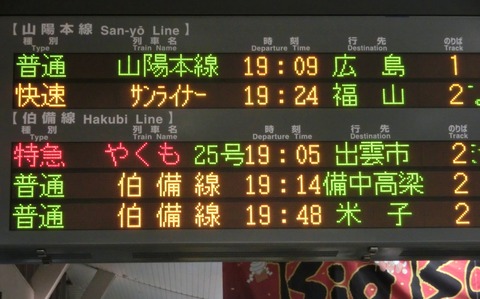 【山陽本線 San-yō Line】
種別 列車名 時刻 行先 のりば
Type Train Name Departure Time Destination Track
普通 山陽本線 19:09 広島 1
快速 サンライナー 19:24 福山 2
【伯備線 Hakubi Line】
種別 列車名 時刻 行先 のりば
Type Train Name Departure Time Destination Track
特急 やくも 25号 19:05 出雲市 2
普通 伯備線 19:14 備中高梁 2
普通 伯備線 19:48 米子 2